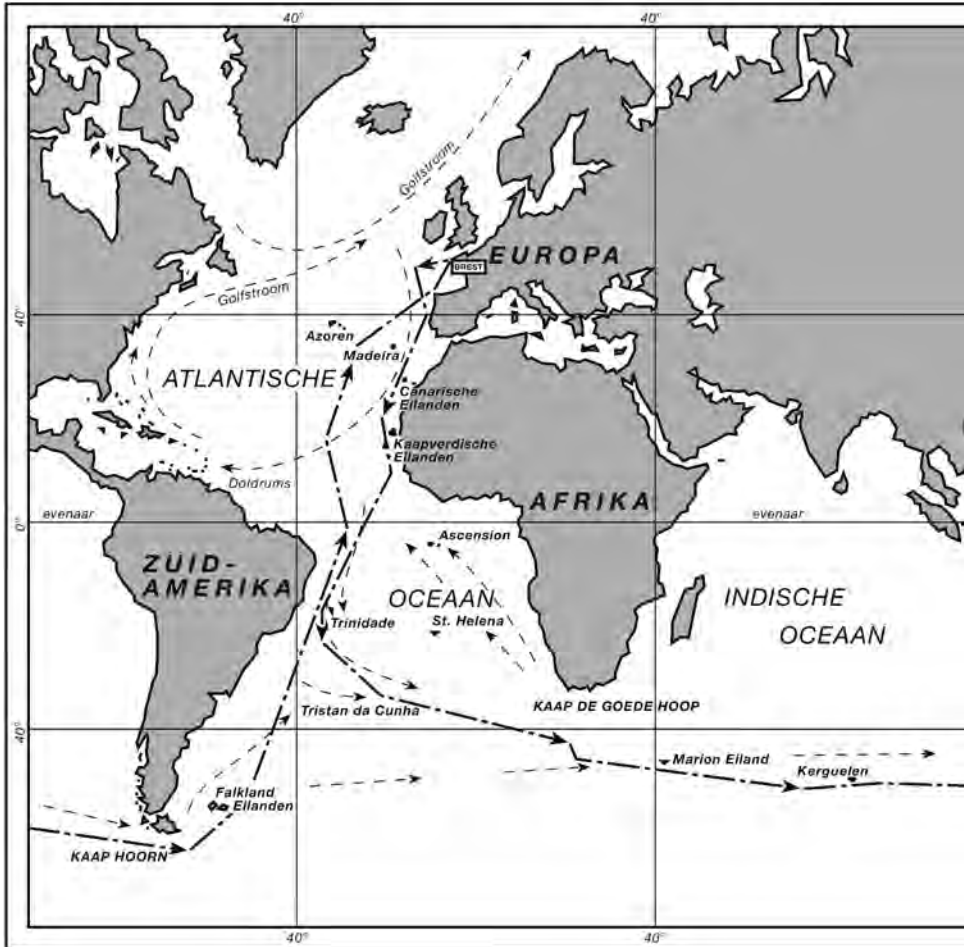 40°
40°
Golfstroom
EUROPA
BREST
Golfstroom
40°
Azoren
Madeira
ATLANTISCHE
Canarische
Eilanden
Kaapverdische
Eilanden
Doldrums
AFRIKA
evenaar
0°
evenaar
Ascension
ZUID-
AMERIKA
OCEAAN
INDISCHE
OCEAAN
Trinidade
St. Helena
Tristan da Cunha
KAAP DE GOEDE HOOP
40°
Marion Eiland
Kerguelen
Falkland
Eilanden
KAAP HOORN
40°
40°